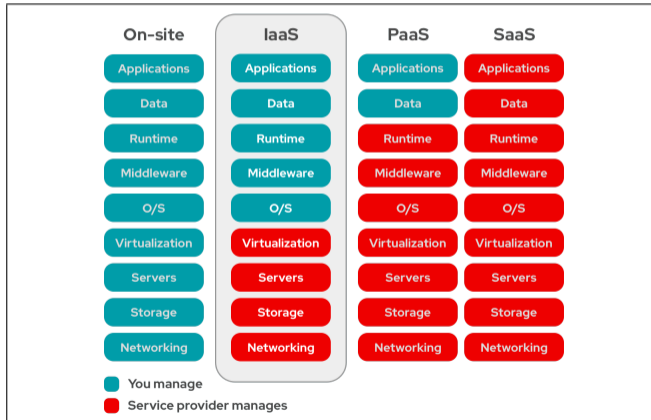 On-site IaaS PaaS SaaS
Applications Applications Applications Applications
Data Data Data Data
Runtime Runtime Runtime Runtime
Middleware Middleware Middleware Middleware
O/S O/S O/S O/S
Virtualization Virtualization Virtualization Virtualization
Servers Servers Servers Servers
Storage Storage Storage Storage
Networking Networking Networking Networking
You manage
Service provider manages